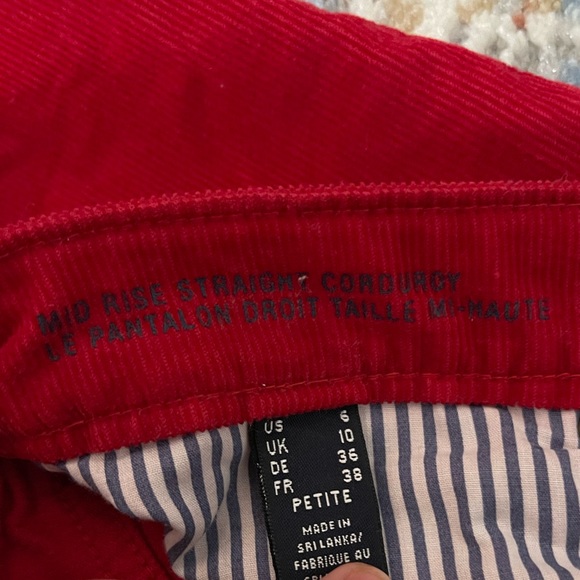 MID RISE STRAIGHT CORDUROY
LE PANTALON DROIT TAILLE MI-HAUTE
US 6
UK 10
DE 36
FR 38
PETITE
MADE IN
SRI LANKA/
FABRIQUE AU